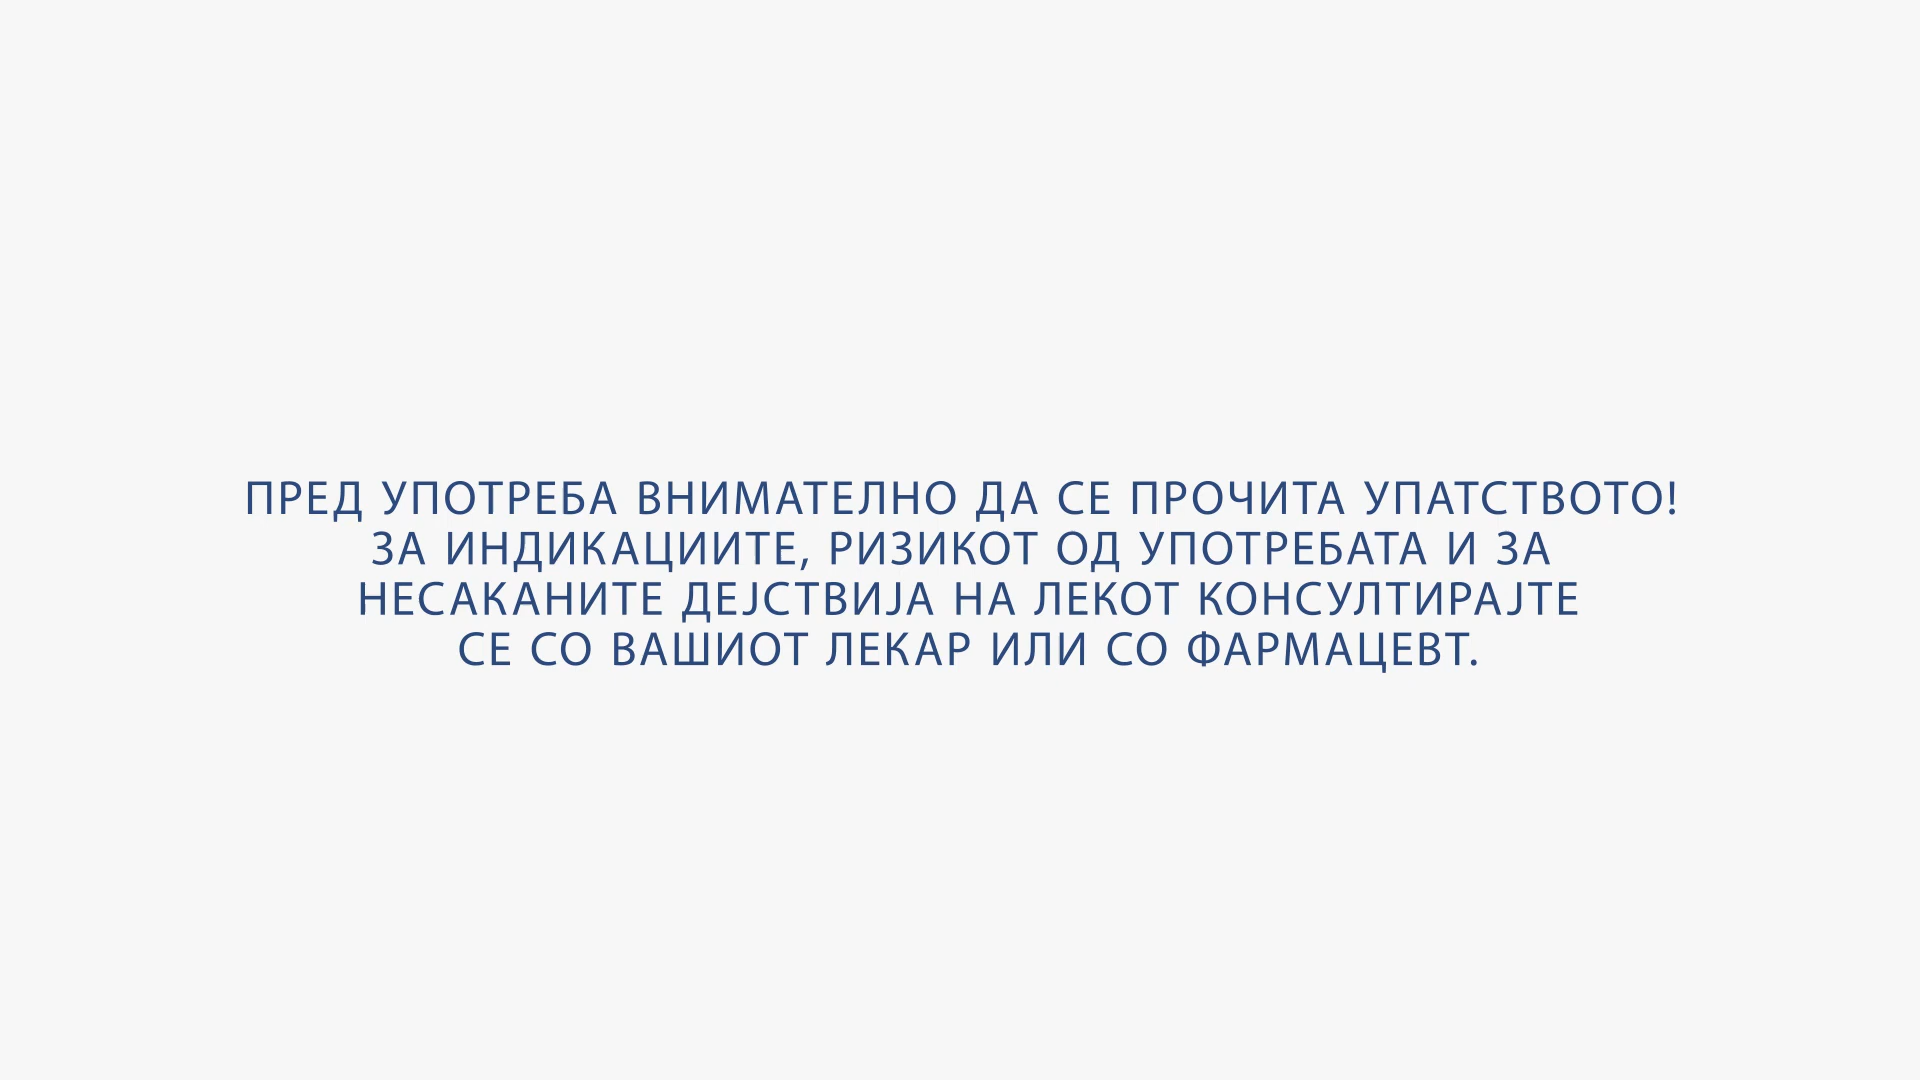 ПРЕД УПОТРЕБА ВНИМАТЕЛНО ДА СЕ ПРОЧИТА УПАТСТВОТО!
ЗА ИНДИКАЦИИТЕ, РИЗИКОТ ОД УПОТРЕБАТА И ЗА
НЕСАКАНИТЕ ДЕЈСТВИЈА НА ЛЕКОТ КОНСУЛТИРАЈТЕ
СЕ СО ВАШИОТ ЛЕКАР ИЛИ СО ФАРМАЦЕВТ.